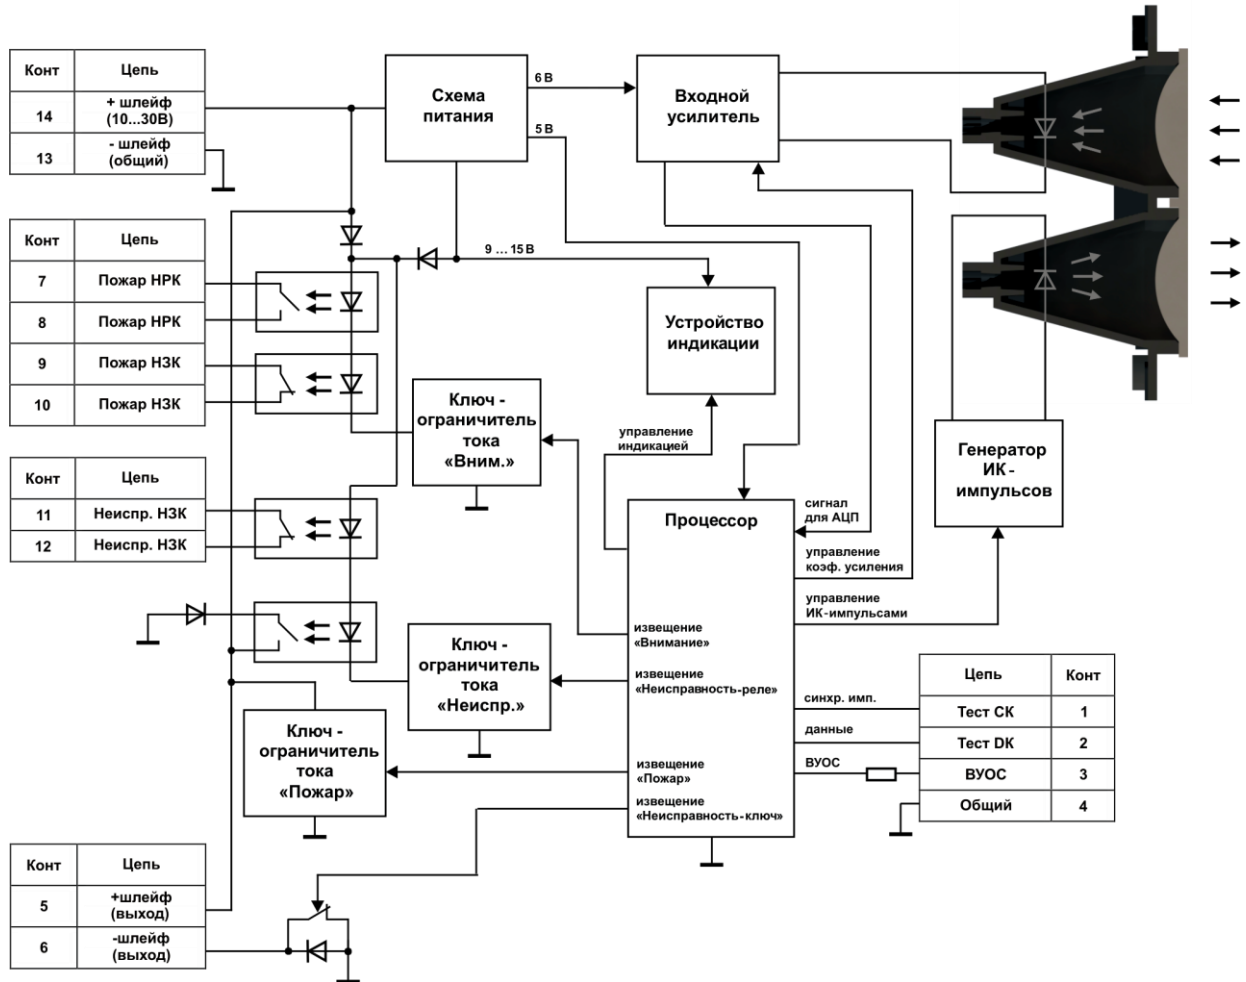 Конт Цепь
14 + шлейф
(10...30В)
13 - шлейф
(общий)
Конт Цепь
7 Пожар НРК
8 Пожар НРК
9 Пожар НЗК
10 Пожар НЗК
Конт Цепь
11 Неиспр. НЗК
12 Неиспр. НЗК
Конт Цепь
5 +шлейф
(выход)
6 -шлейф
(выход)
Схема
питания
6 В
5 В
9 ... 15 В
Входной
усилитель
Устройство
индикации
управление
индикацией
Ключ -
ограничитель
тока
«Вним.»
Ключ -
ограничитель
тока
«Неиспр.»
Ключ -
ограничитель
тока
«Пожар»
Процессор
извещение
«Внимание»
извещение
«Неисправность-реле»
извещение
«Пожар»
извещение
«Неисправность-ключ»
сигнал
для АЦП
управление
коэф. усиления
управление
ИК-импульсами
синхр. имп.
данные
ВУОС
Генератор
ИК -
импульсов
Цепь Конт
Тест СК 1
Тест DК 2
ВУОС 3
Общий 4